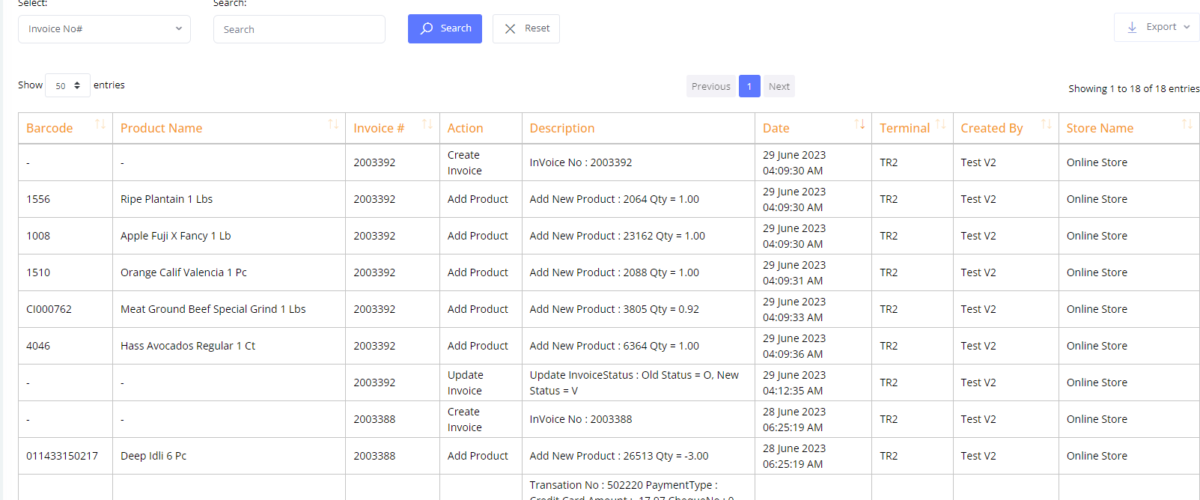 Select:
Search:
Invoice No#
Search
Search
Reset
Export
Show 50 entries
Previous 1 Next
Showing 1 to 18 of 18 entries
Barcode Product Name Invoice # Action Description Date Terminal Created By Store Name
- - 2003392 Create Invoice InVoice No : 2003392 29 June 2023 04:09:30 AM TR2 Test V2 Online Store
1556 Ripe Plantain 1 Lbs 2003392 Add Product Add New Product : 2064 Qty = 1.00 29 June 2023 04:09:30 AM TR2 Test V2 Online Store
1008 Apple Fuji X Fancy 1 Lb 2003392 Add Product Add New Product : 23162 Qty = 1.00 29 June 2023 04:09:30 AM TR2 Test V2 Online Store
1510 Orange Calif Valencia 1 Pc 2003392 Add Product Add New Product : 2088 Qty = 1.00 29 June 2023 04:09:31 AM TR2 Test V2 Online Store
CI000762 Meat Ground Beef Special Grind 1 Lbs 2003392 Add Product Add New Product : 3805 Qty = 0.92 29 June 2023 04:09:33 AM TR2 Test V2 Online Store
4046 Hass Avocados Regular 1 Ct 2003392 Add Product Add New Product : 6364 Qty = 1.00 29 June 2023 04:09:36 AM TR2 Test V2 Online Store
- - 2003392 Update Invoice Update InvoiceStatus : Old Status = O, New Status = V 29 June 2023 04:12:35 AM TR2 Test V2 Online Store
- - 2003388 Create Invoice InVoice No : 2003388 28 June 2023 06:25:19 AM TR2 Test V2 Online Store
011433150217 Deep Idli 6 Pc 2003388 Add Product Add New Product : 26513 Qty = -3.00 28 June 2023 06:25:19 AM TR2 Test V2 Online Store
Transation No : 502220 PaymentType :